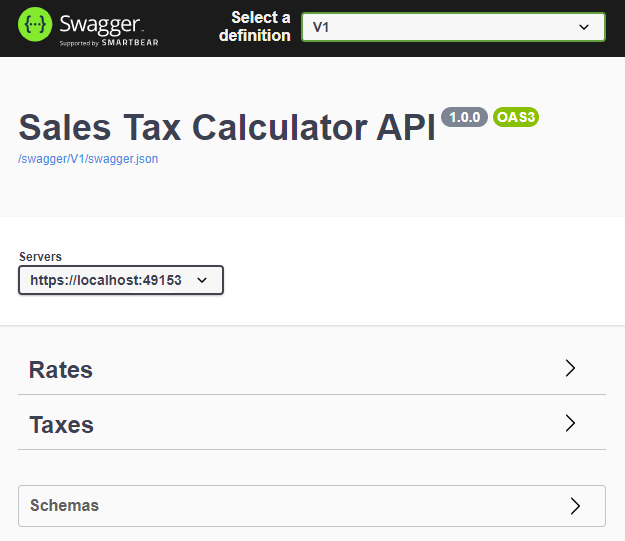 Swagger
Supported by SMARTBEAR
Select a
definition
V1
Sales Tax Calculator API 1.0.0 OAS3
/swagger/V1/swagger.json
Servers
https://localhost:49153
Rates
Taxes
Schemas